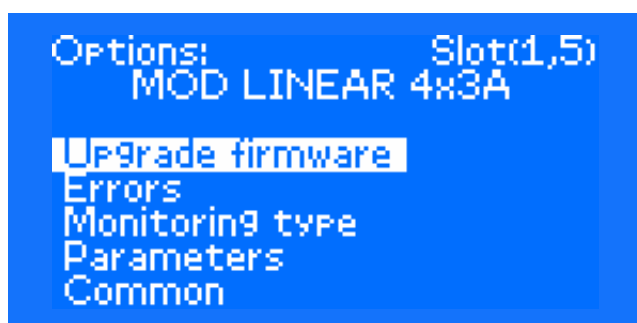 Options: Slot(1,5)
MOD LINEAR 4x3A
Upgrade firmware
Errors
Monitoring type
Parameters
Common